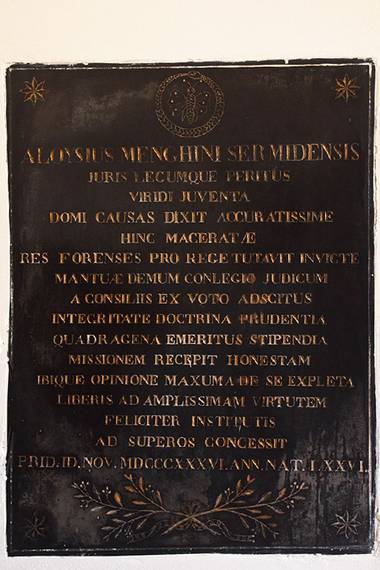 ALOYSIUS MENGHINI SERMIDENSIS
JURIS LEGUMQUE PERITUS
VIRIDI JUVENTA
DOMI CAUSAS DIXIT ACCURATISSIME
HINC MACERATÆ
RES FORENSES PRO REGE TUTAVIT INVICTE
MANTUÆ DEMUM CONLEGIO JUDICUM
A CONSILIIS EX VOTO ADSCITUS
INTEGRITATE DOCTRINA PRUDENTIA
QUADRAGENA EMERITUS STIPENDIA
MISSIONEM RECEPIT HONESTAM
IBIQUE OPINIONE MAXUMA DE SE EXPLETA
LIBERIS AD AMPLISSIMAM VIRTUTEM
FELICITER INSTITUTIS
AD SUPEROS CONCESSIT
PRID. ID. NOV. MDCCCXXXVI. ANN. NAT. LXXVI.